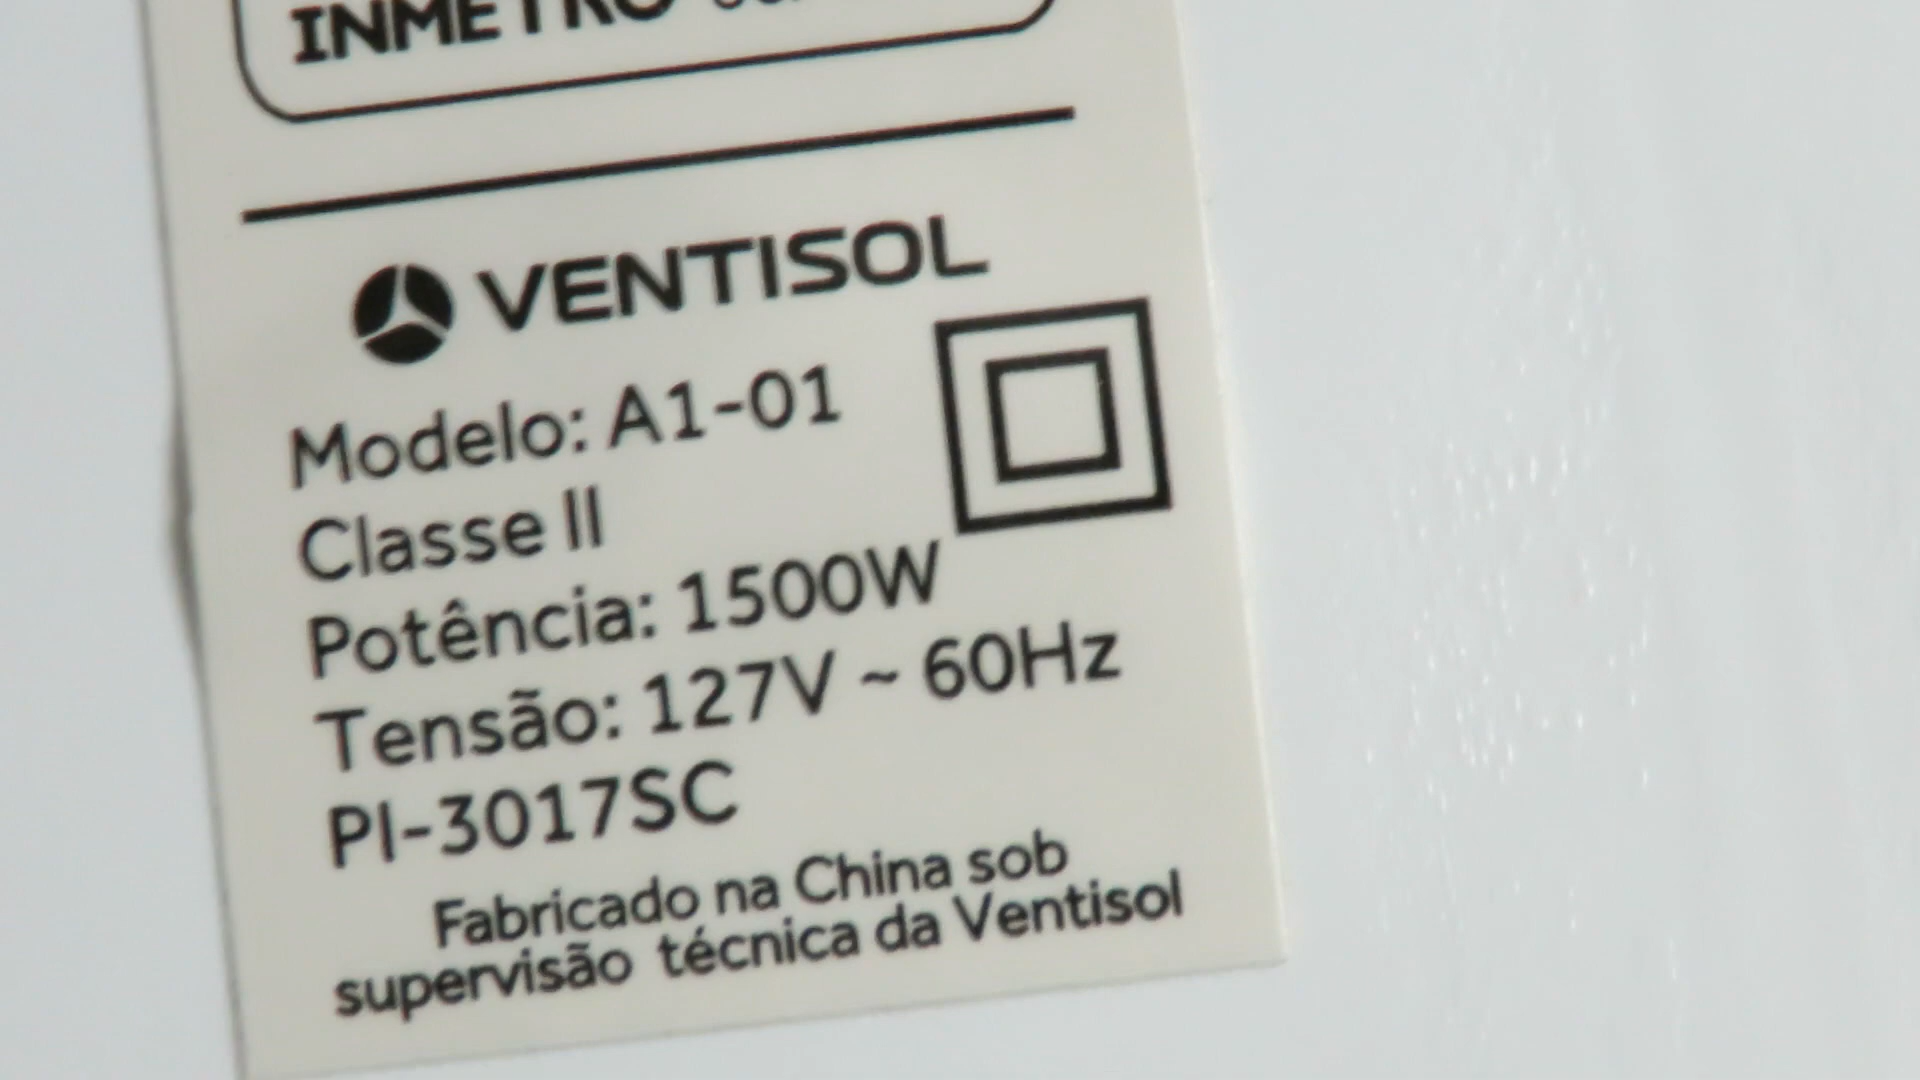 INMETRO
VENTISOL
Modelo: A1-01
Classe II
Potência: 1500W
Tensão: 127V ~ 60Hz
PI-3017SC
Fabricado na China sob
supervisão técnica da Ventisol